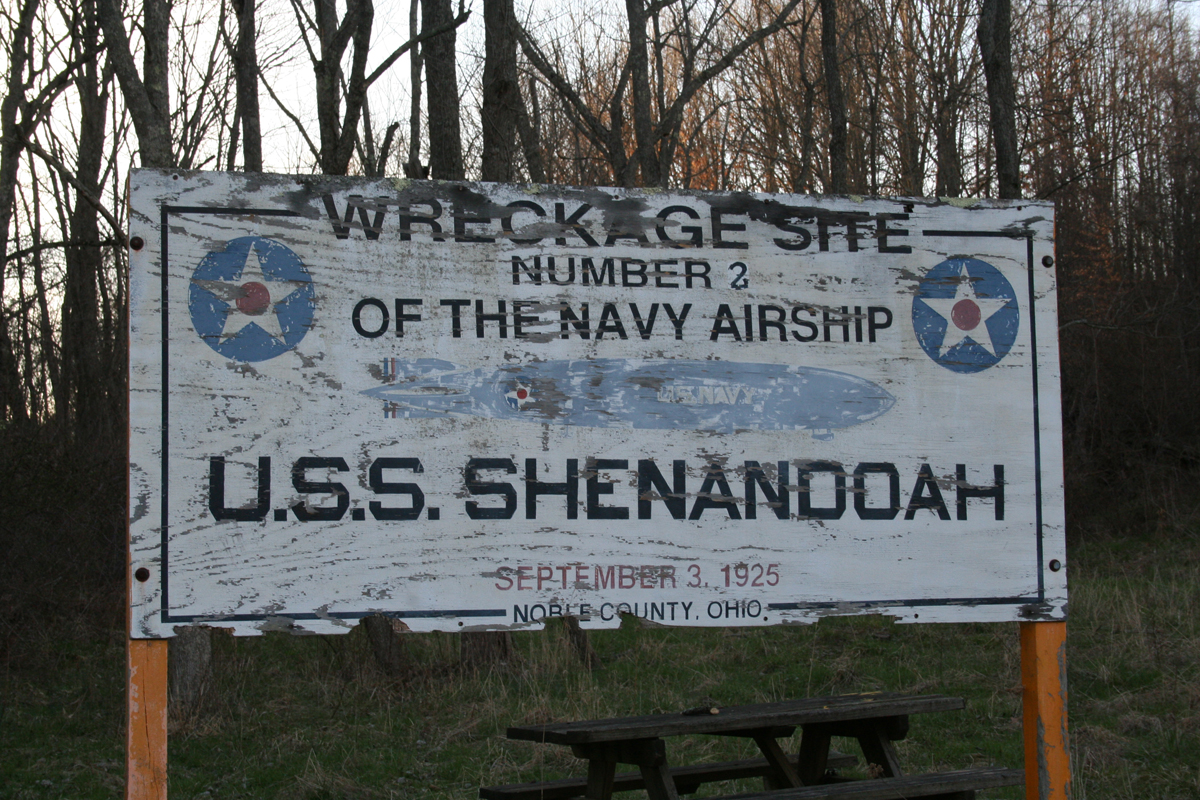 WRECKAGE SITE
NUMBER 2
OF THE NAVY AIRSHIP
U.S. NAVY
U.S.S. SHENANDOAH
SEPTEMBER 3, 1925
NOBLE COUNTY, OHIO.